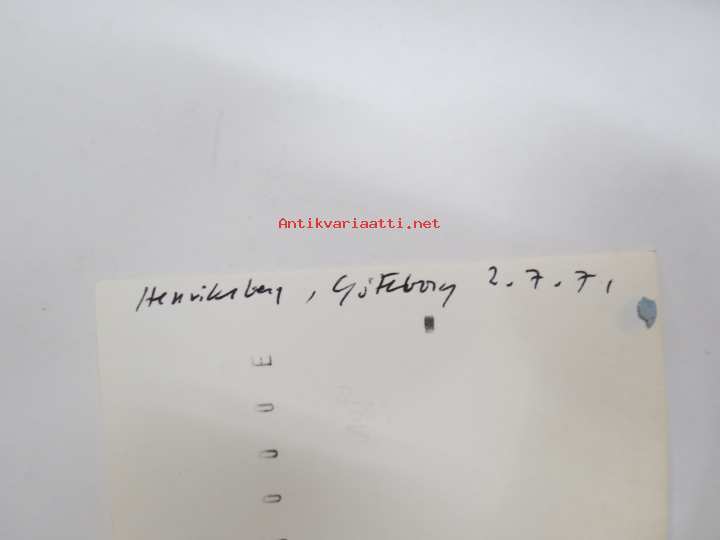 Antikvariaatti.net
Henriksberg, Göteborg 2.7.71
E
U
U
U